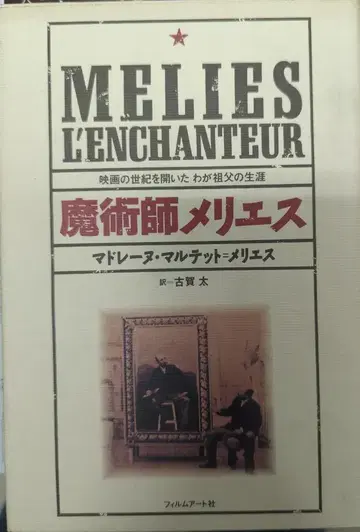 MELIES
L'ENCHANTEUR
映画の世紀を開いた わが祖父の生涯
魔術師メリエス
マドレーヌ・マルテット=メリエス
訳―古賀 太
フィルムアート社